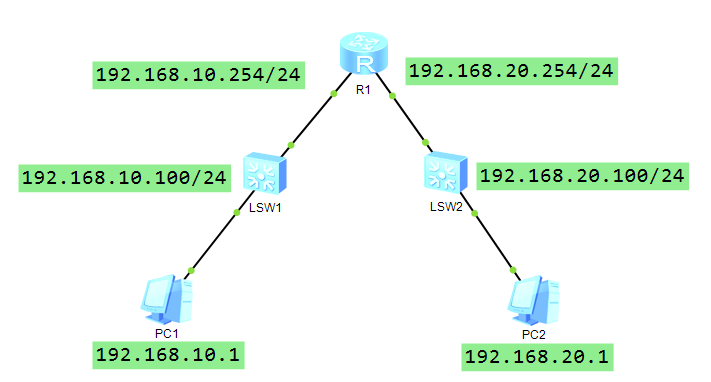 192.168.10.254/24
192.168.20.254/24
R
R1
192.168.10.100/24
192.168.20.100/24
LSW1
LSW2
PC1
PC2
192.168.10.1
192.168.20.1